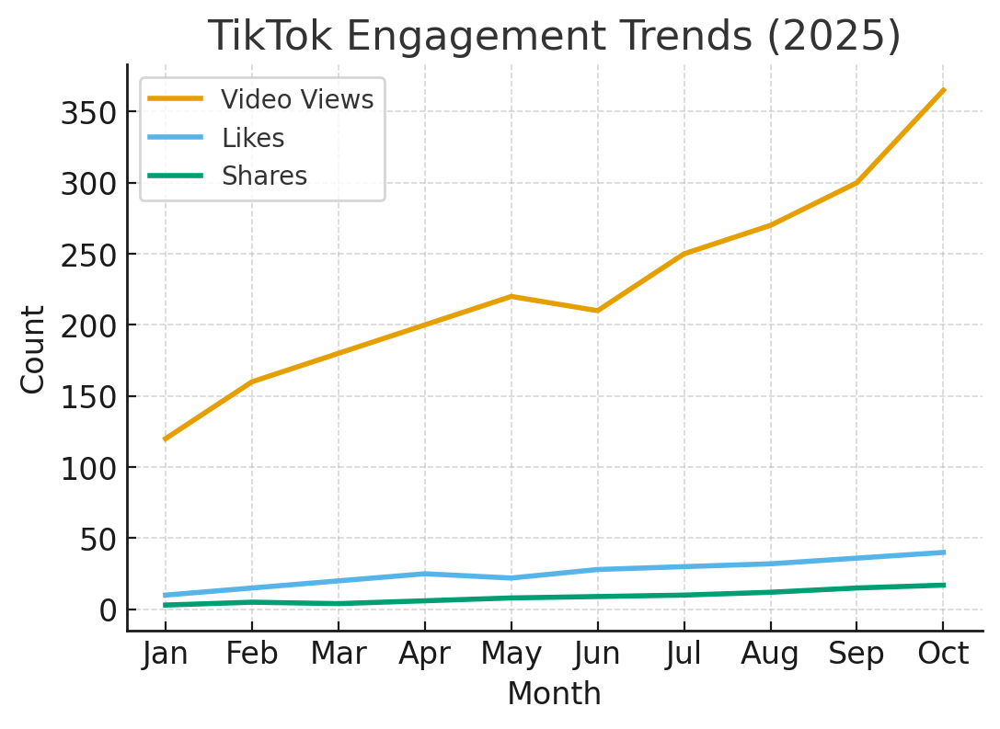 TikTok Engagement Trends (2025)
Video Views
Likes
Shares
Count
350
300
250
200
150
100
50
0
Jan Feb Mar Apr May Jun Jul Aug Sep Oct
Month